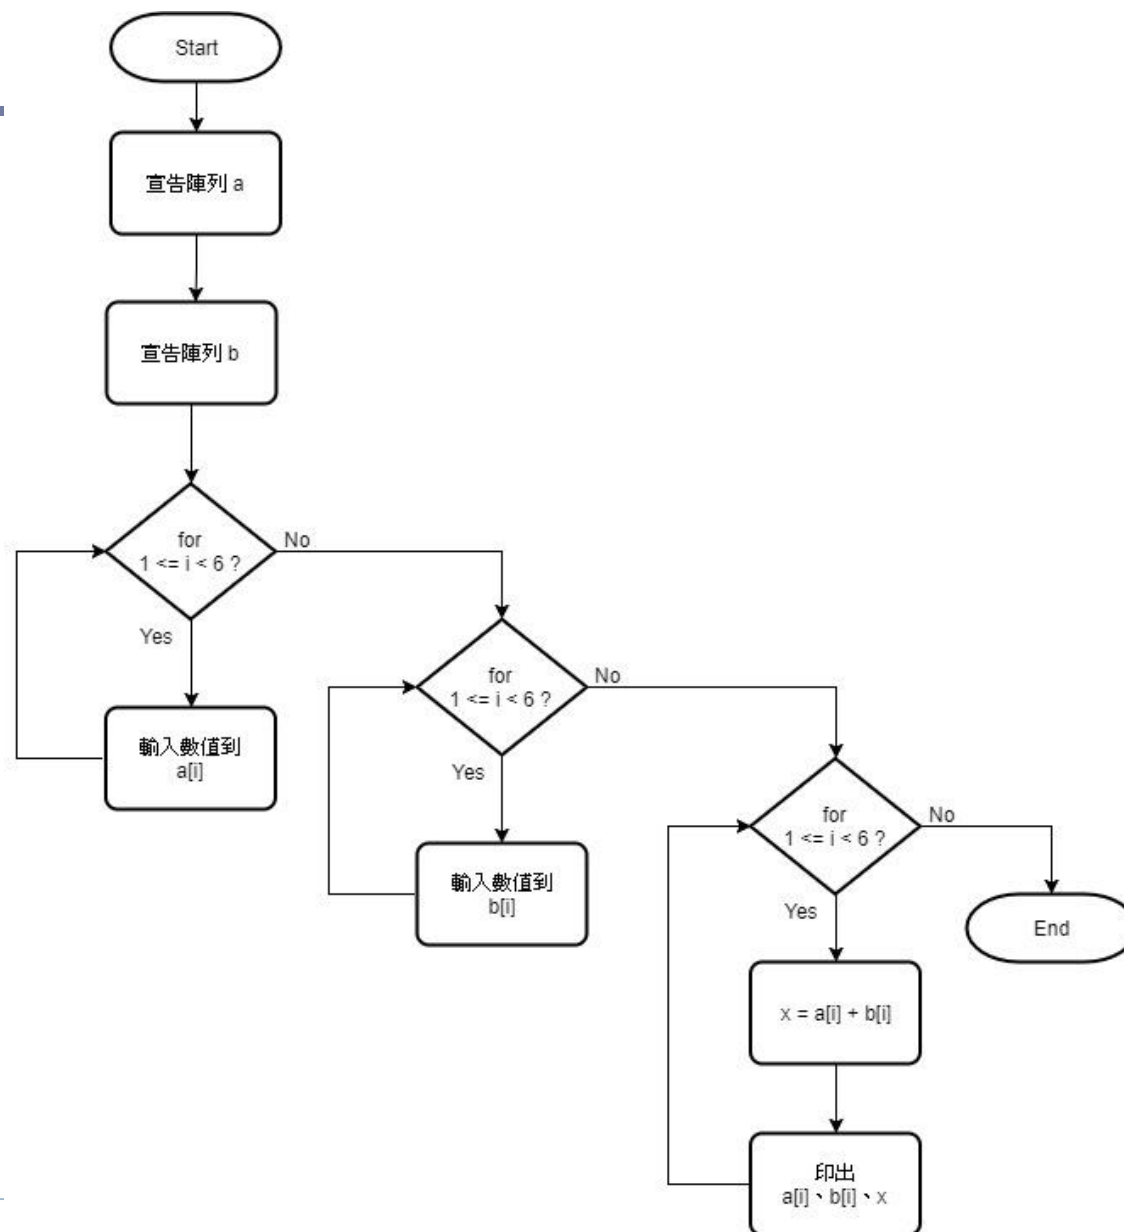 Start
宣告陣列 a
宣告陣列 b
for
1 <= i < 6 ?
No
Yes
輸入數值到
a[i]
for
1 <= i < 6 ?
No
Yes
輸入數值到
b[i]
for
1 <= i < 6 ?
No
Yes
End
x = a[i] + b[i]
印出
a[i]、b[i]、x